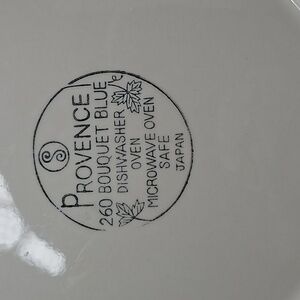 PROVENCE
260 BOUQUET BLUE
DISHWASHER
OVEN
MICROWAVE OVEN
SAFE
JAPAN